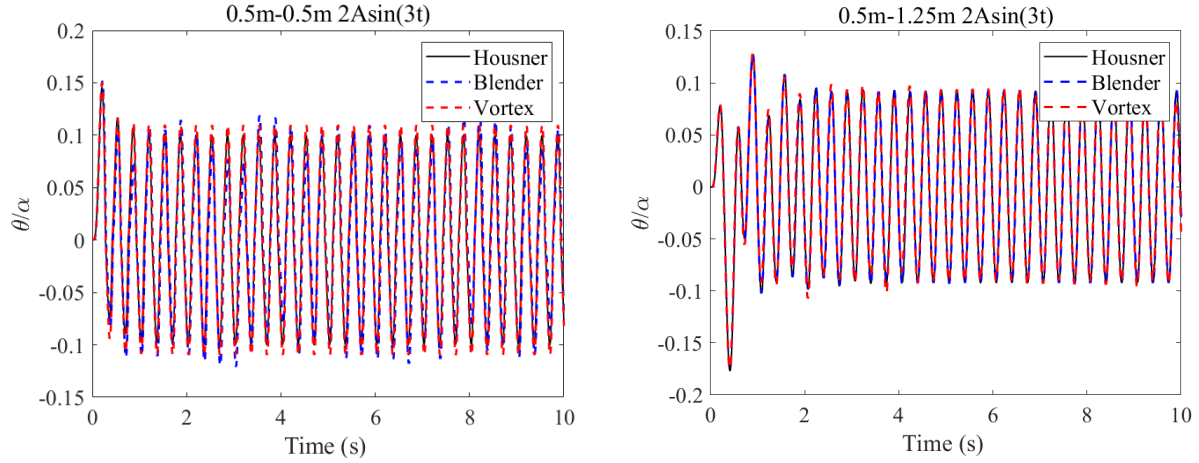 0.5m-0.5m 2Asin(3t)
0.2
0.15
0.1
0.05
0
-0.05
-0.1
-0.15
θ/α
0
2
4
6
8
10
Time (s)
Housner
Blender
Vortex
0.5m-1.25m 2Asin(3t)
0.15
0.1
0.05
0
-0.05
-0.1
-0.15
-0.2
θ/α
0
2
4
6
8
10
Time (s)
Housner
Blender
Vortex